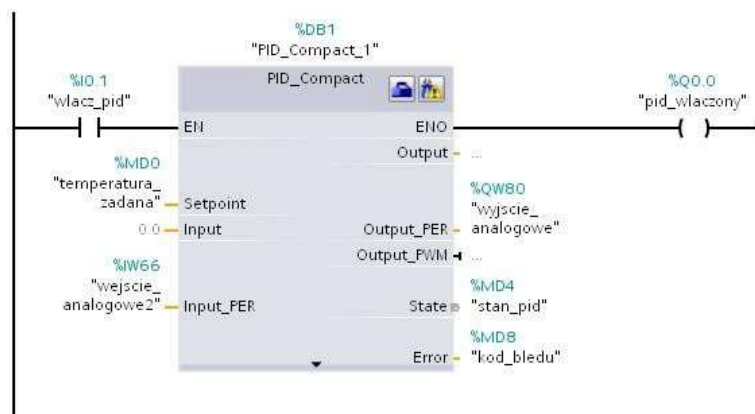 %DB1
"PID_Compact_1"
%I0.1
"wlacz_pid"
PID_Compact
%Q0.0
"pid_wlaczony"
EN
ENO
Output
...
%MD0
"temperatura_
zadana"
Setpoint
%QW80
"wyjscie_
analogowe"
0.0
Input
Output_PER
Output_PWM
...
%IW66
"wejscie_
analogowe2"
Input_PER
%MD4
State
"stan_pid"
%MD8
Error
"kod_bledu"